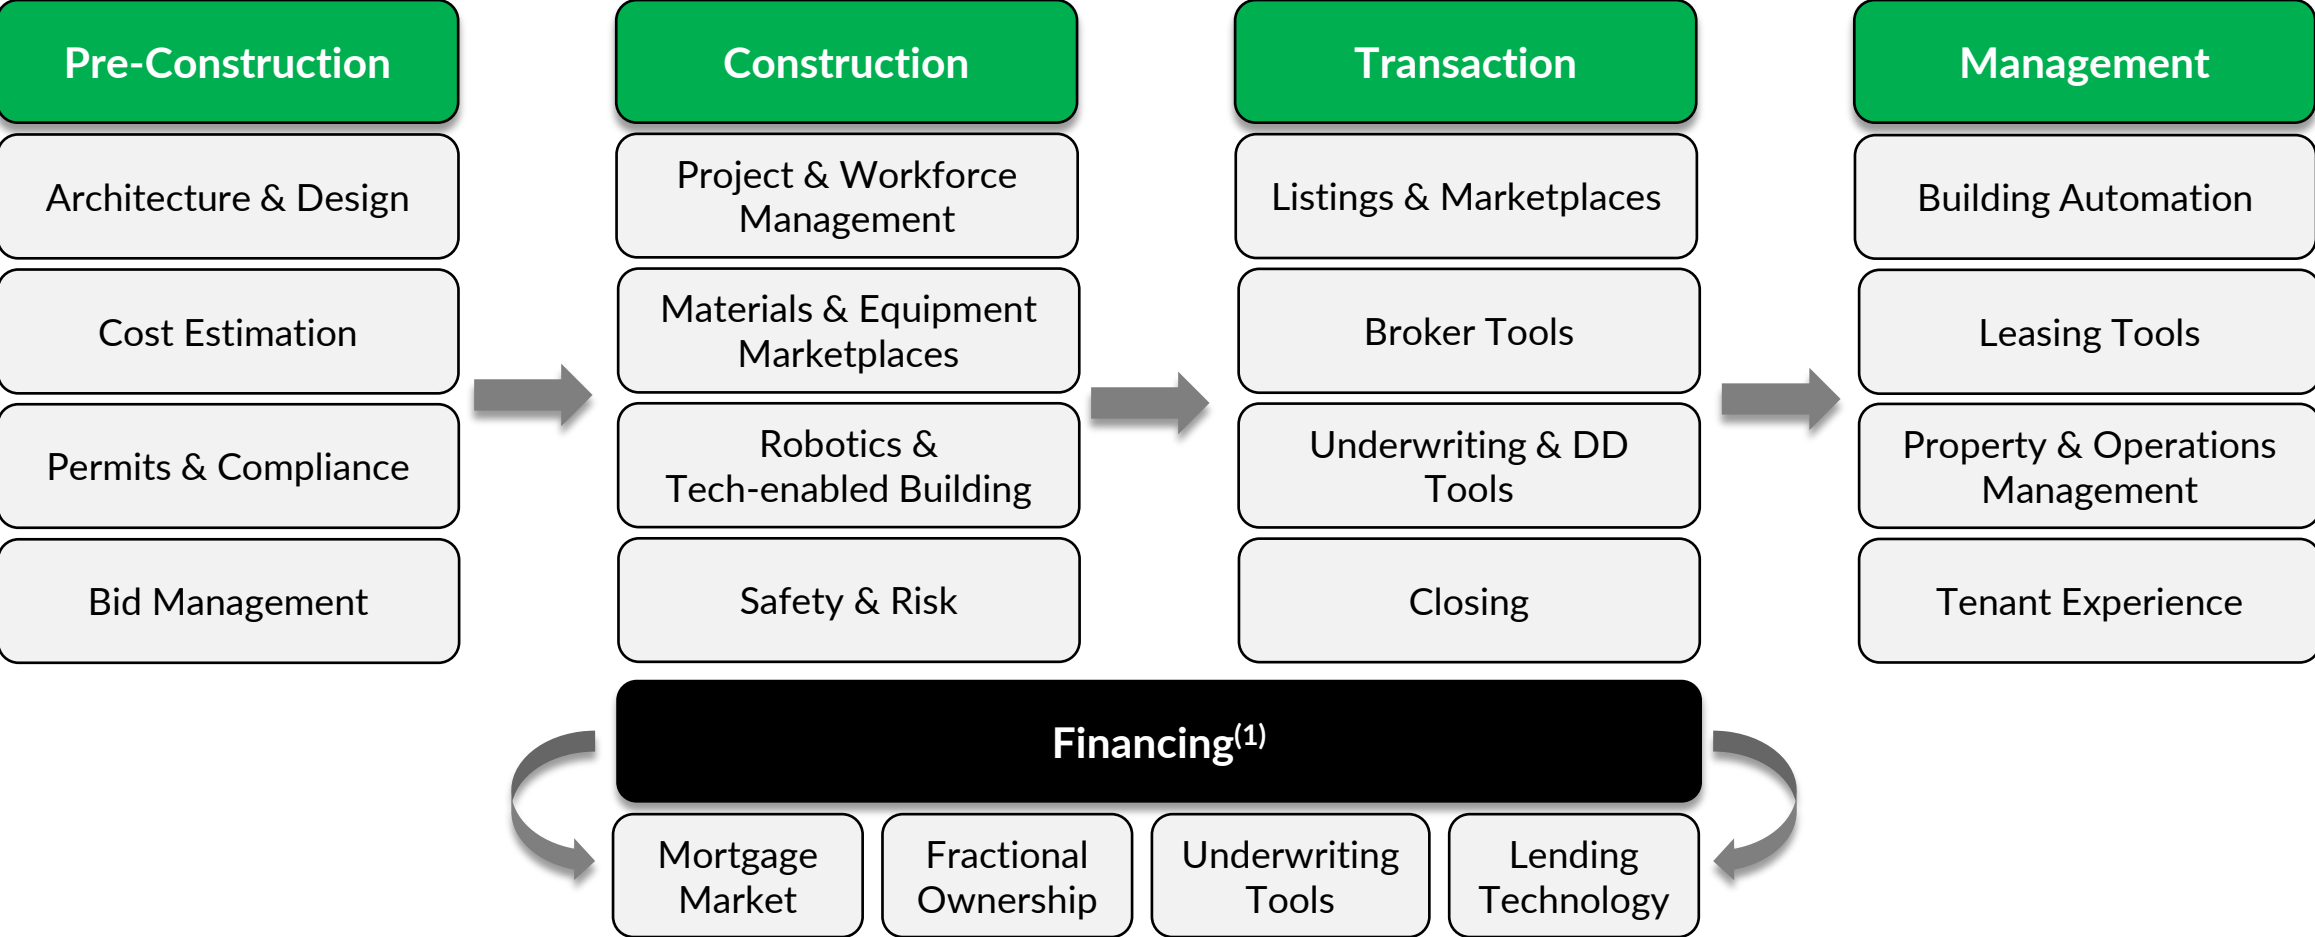 Pre-Construction
Architecture & Design
Cost Estimation
Permits & Compliance
Bid Management
Construction
Project & Workforce
Management
Materials & Equipment
Marketplaces
Robotics &
Tech-enabled Building
Safety & Risk
Transaction
Listings & Marketplaces
Broker Tools
Underwriting & DD
Tools
Closing
Management
Building Automation
Leasing Tools
Property & Operations
Management
Tenant Experience
Financing(1)
Mortgage
Market
Fractional
Ownership
Underwriting
Tools
Lending
Technology